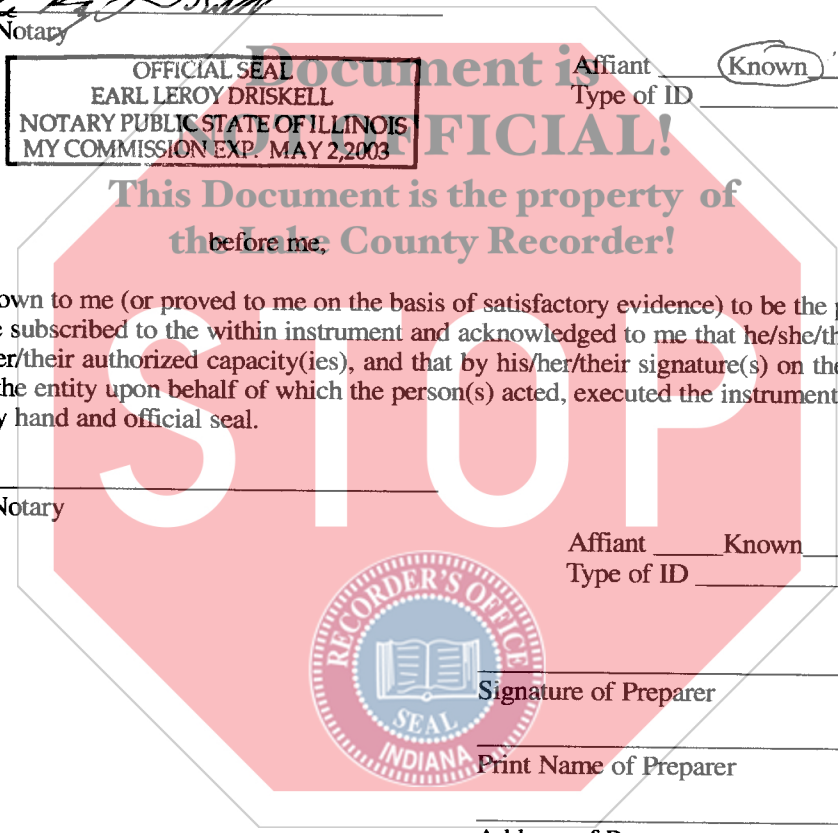 Notary
OFFICIAL SEAL
EARL LEROY DRISKELL
NOTARY PUBLIC STATE OF ILLINOIS
MY COMMISSION EXP. MAY 2,2003
Affiant ____ Known
Type of ID ____
Document is
NOT OFFICIAL!
This Document is the property of
the Lake County Recorder!
before me,
own to me (or proved to me on the basis of satisfactory evidence) to be the
subscribed to the within instrument and acknowledged to me that he/she/th
er/their authorized capacity(ies), and that by his/her/their signature(s) on the
the entity upon behalf of which the person(s) acted, executed the instrument
hand and official seal.
STOP
Notary
Affiant ____ Known ____
Type of ID ____
RECORDER'S OFFICE
SEAL
INDIANA
Signature of Preparer
Print Name of Preparer